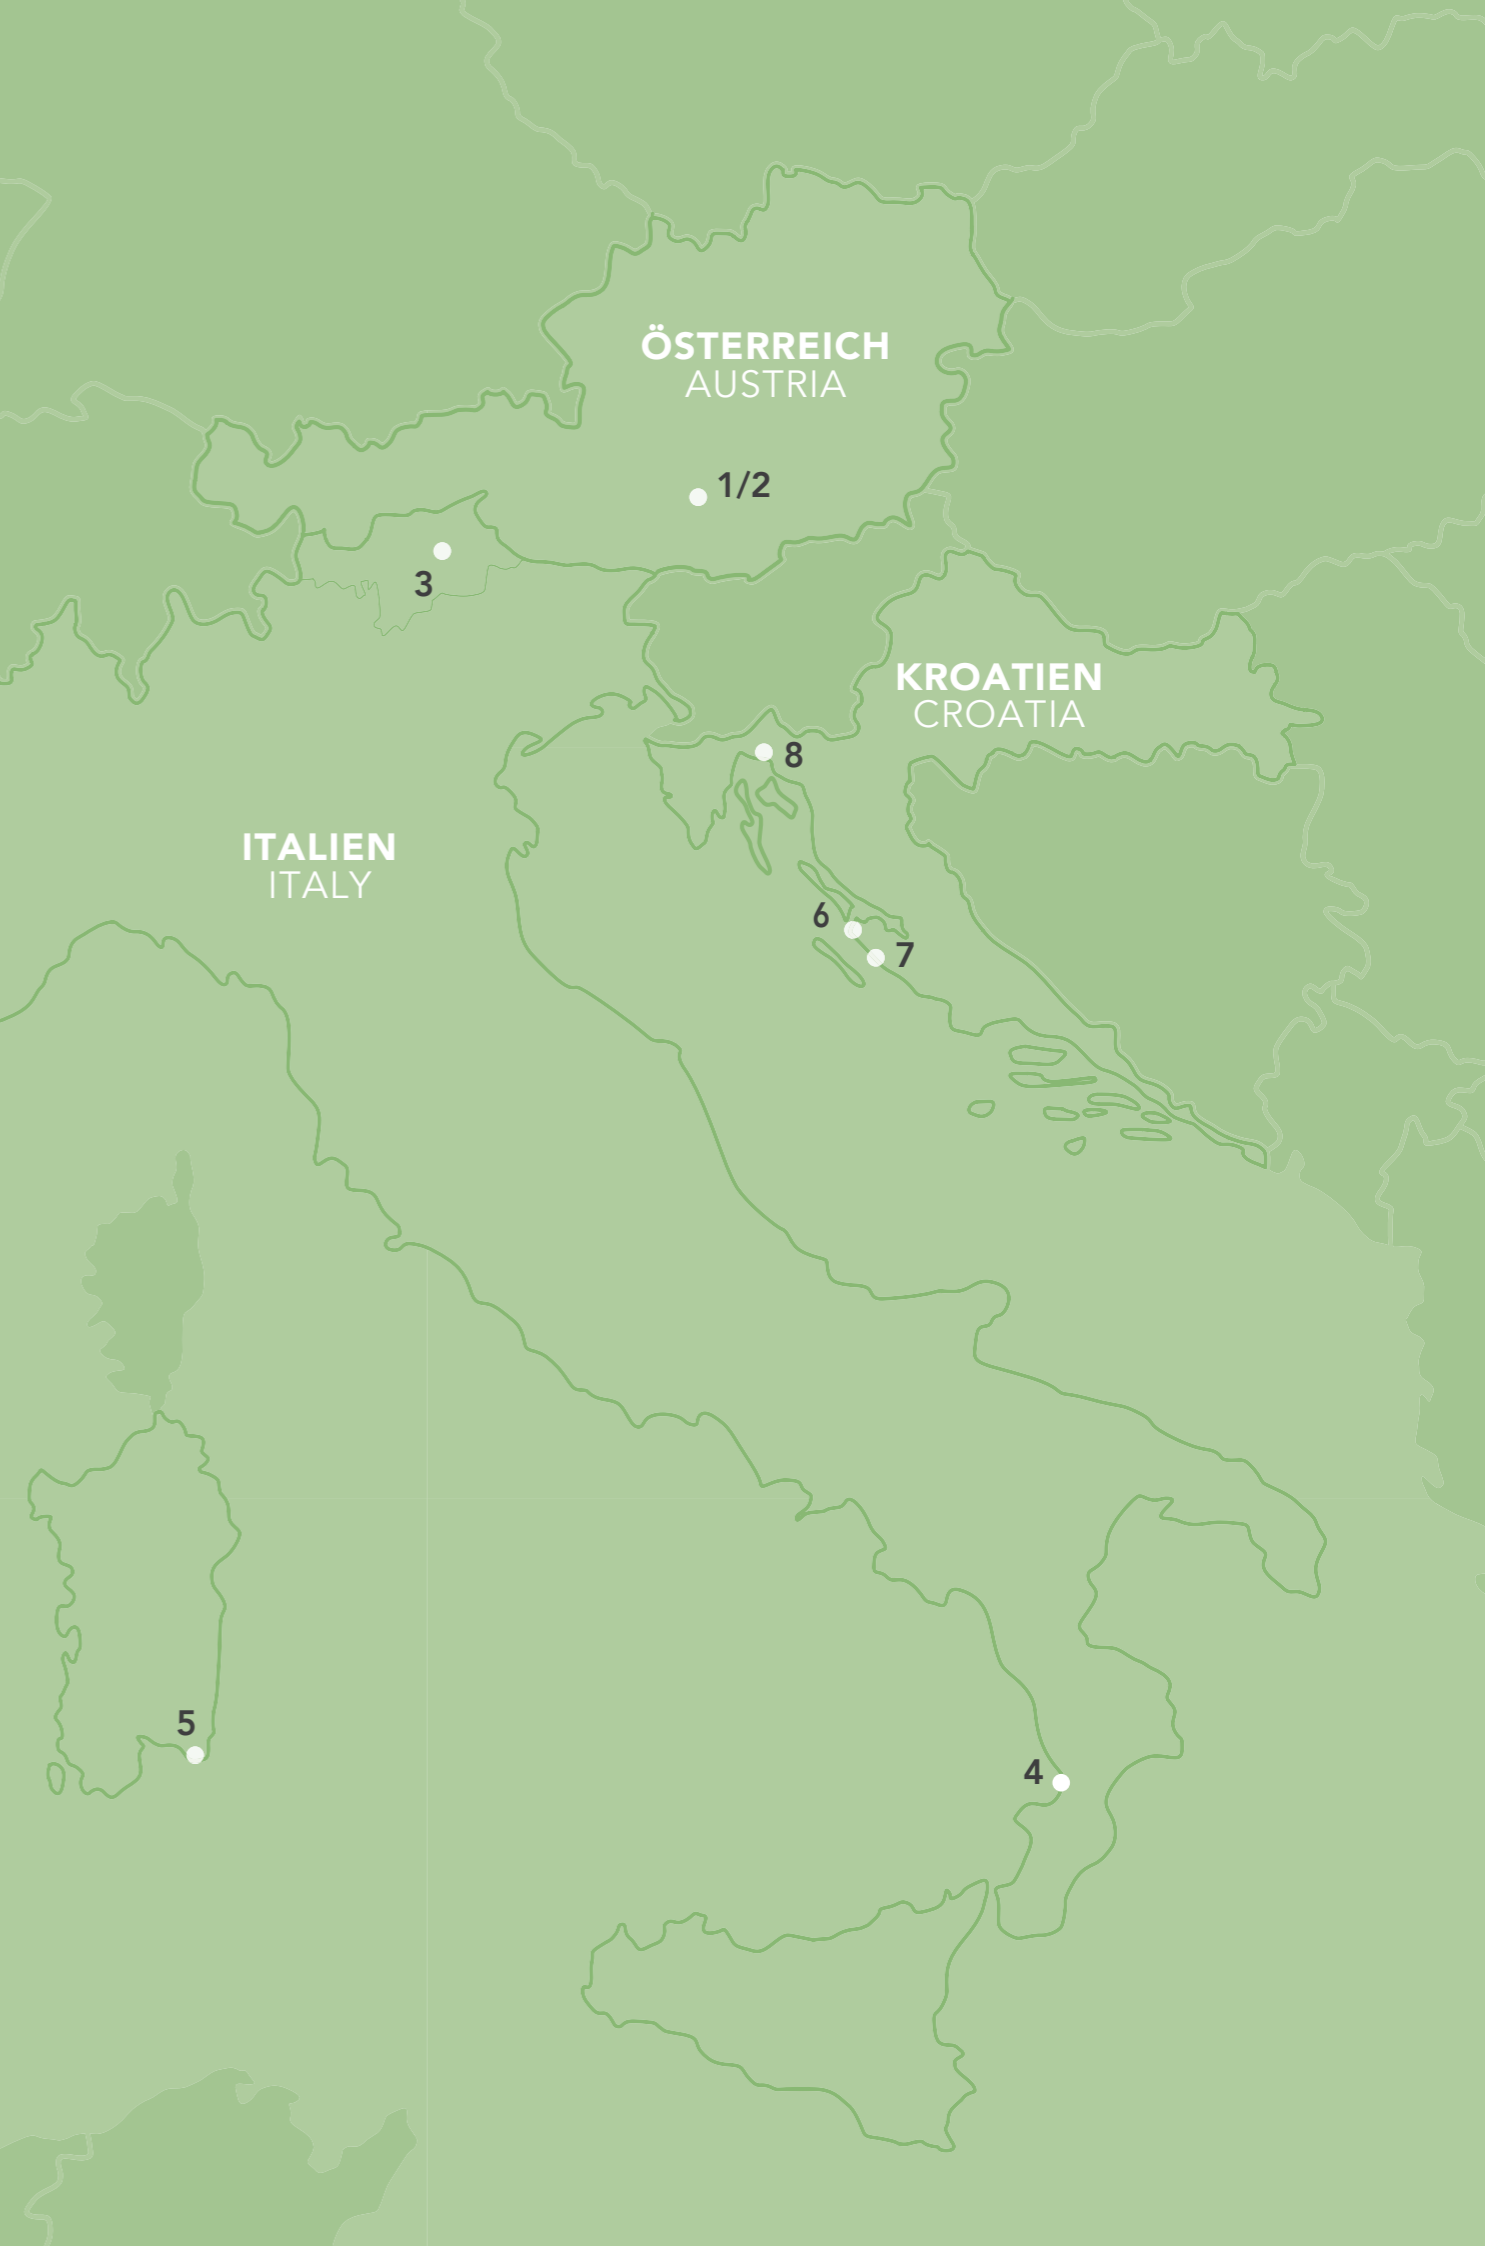 ÖSTERREICH
AUSTRIA
1/2
3
KROATIEN
CROATIA
8
ITALIEN
ITALY
6
7
5
4